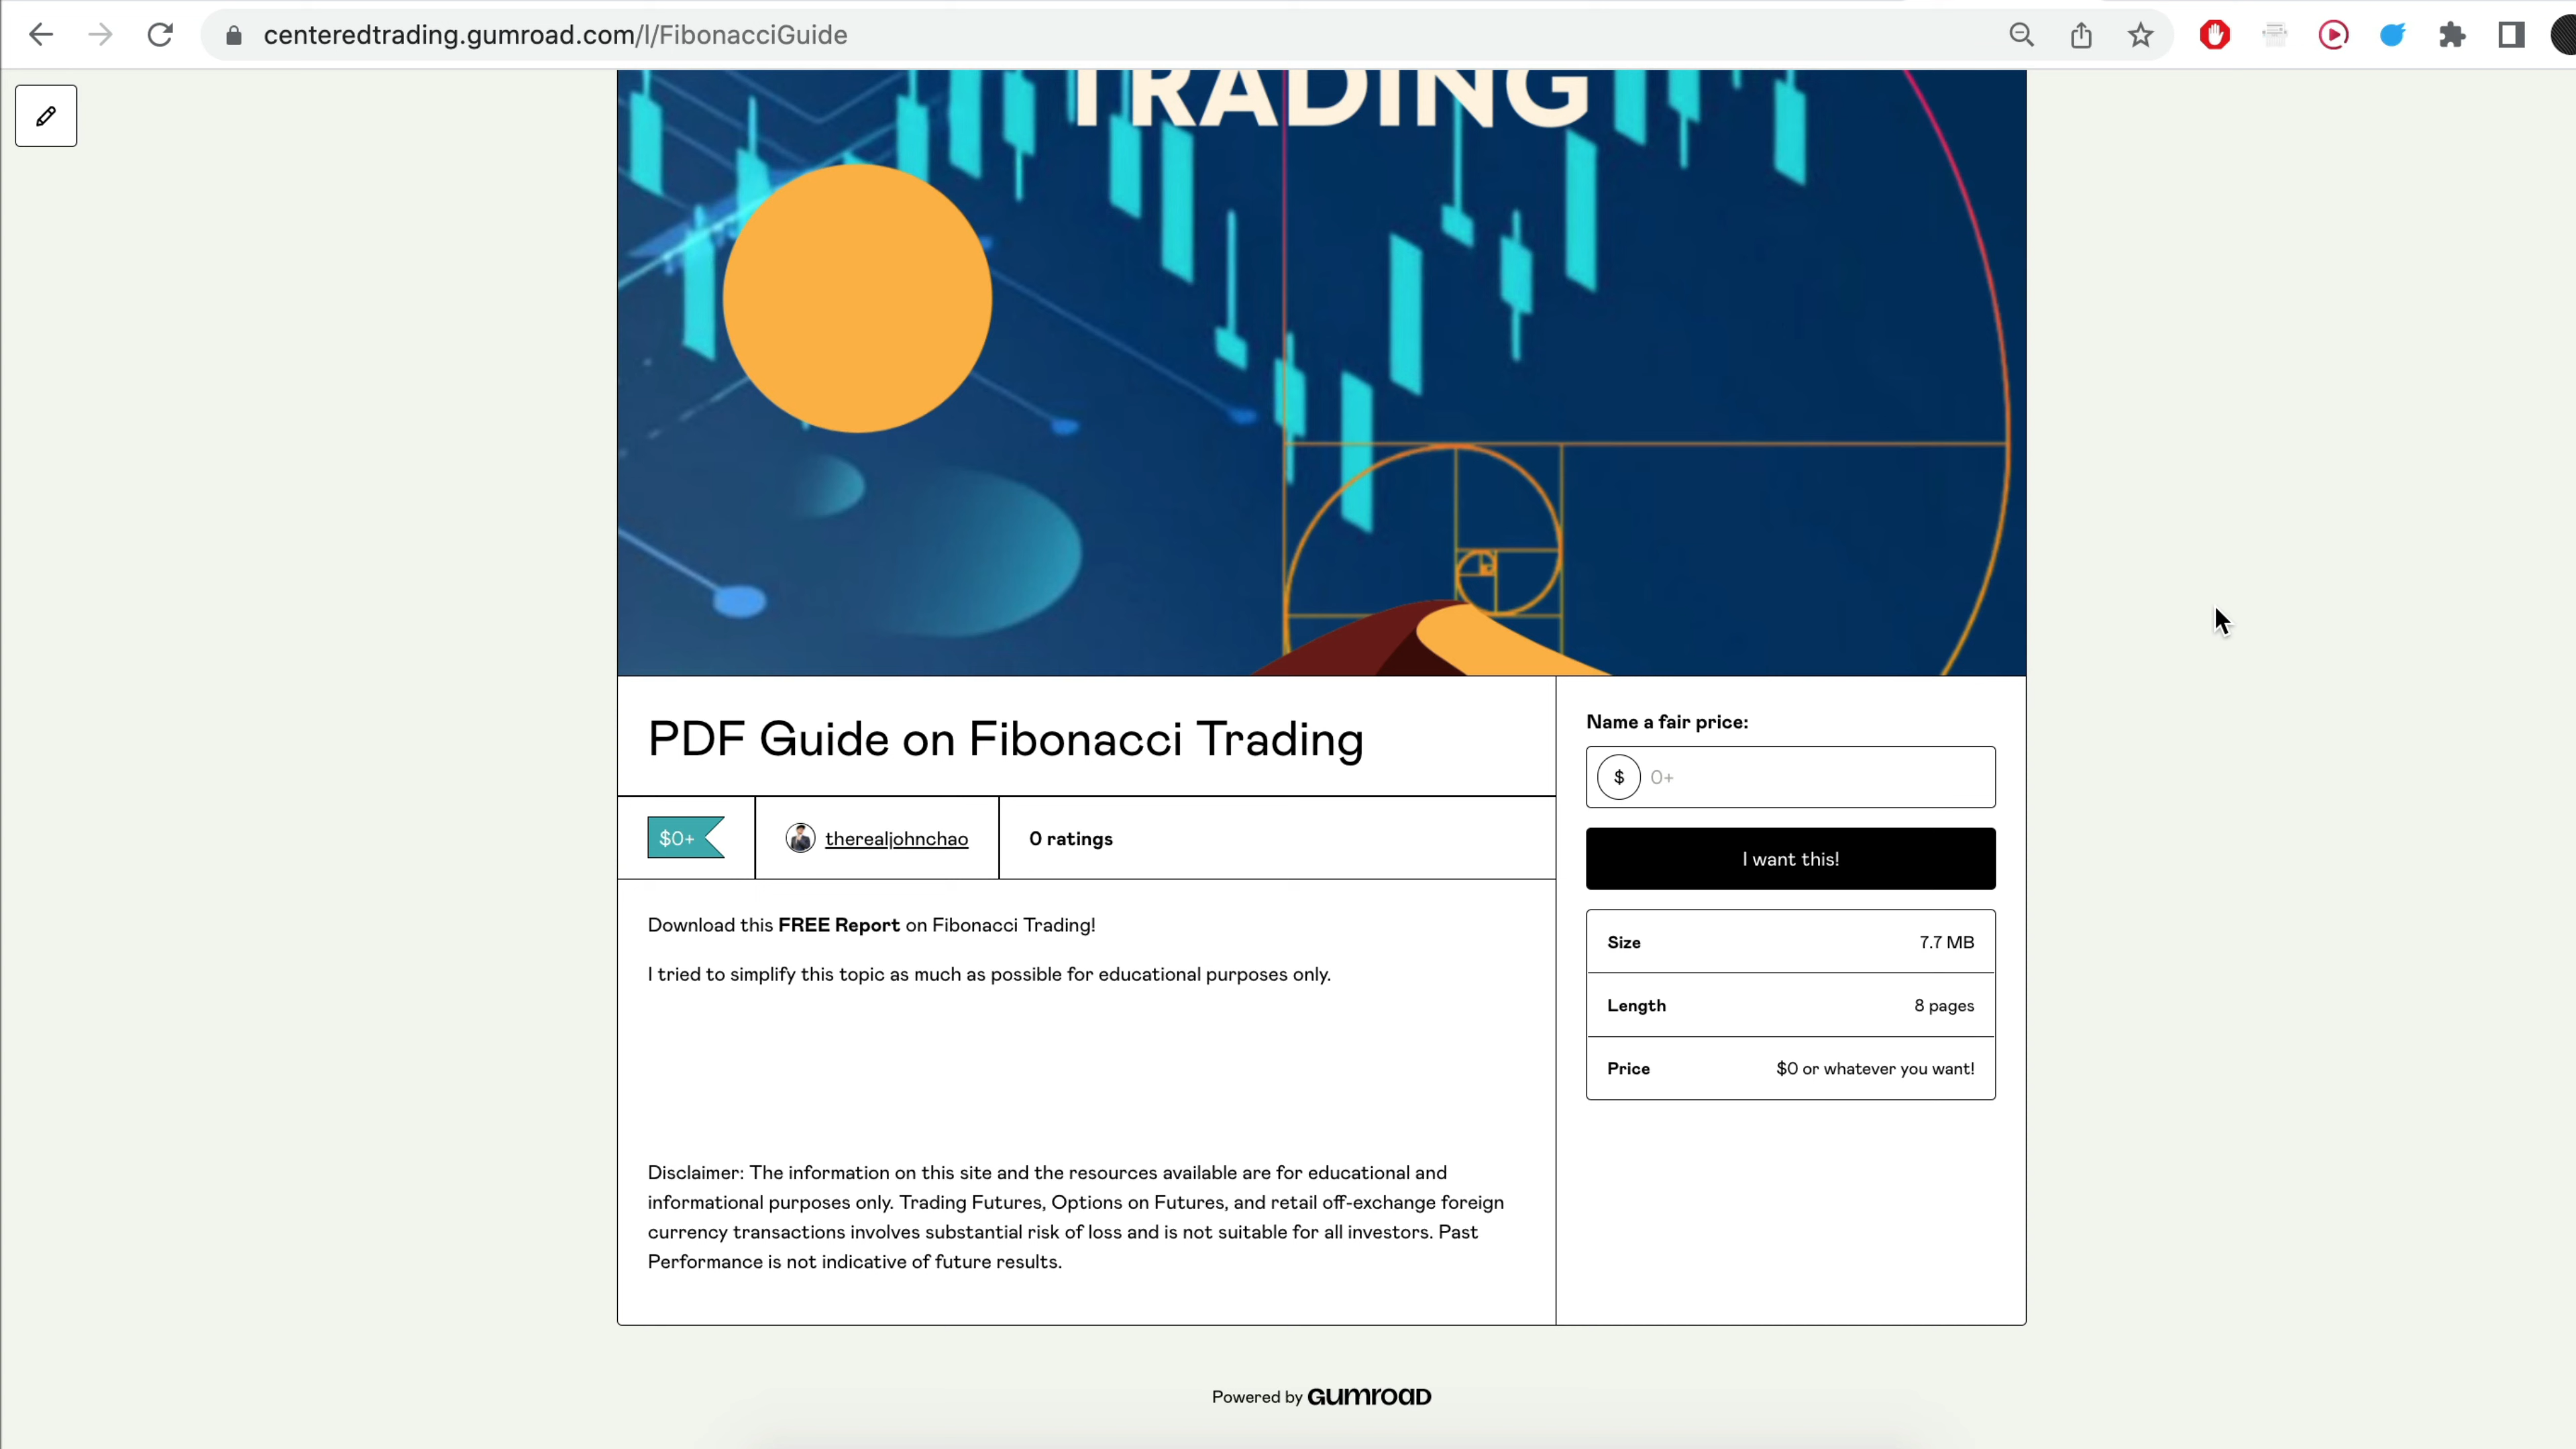 centeredtrading.gumroad.com/l/FibonacciGuide
TRADING
PDF Guide on Fibonacci Trading
$0+
therealjohnchao
0 ratings
Download this FREE Report on Fibonacci Trading!
I tried to simplify this topic as much as possible for educational purposes only.
Disclaimer: The information on this site and the resources available are for educational and
informational purposes only. Trading Futures, Options on Futures, and retail off-exchange foreign
currency transactions involves substantial risk of loss and is not suitable for all investors. Past
Performance is not indicative of future results.
Name a fair price:
$ 0+
I want this!
Size 7.7 MB
Length 8 pages
Price $0 or whatever you want!
Powered by GUMROAD